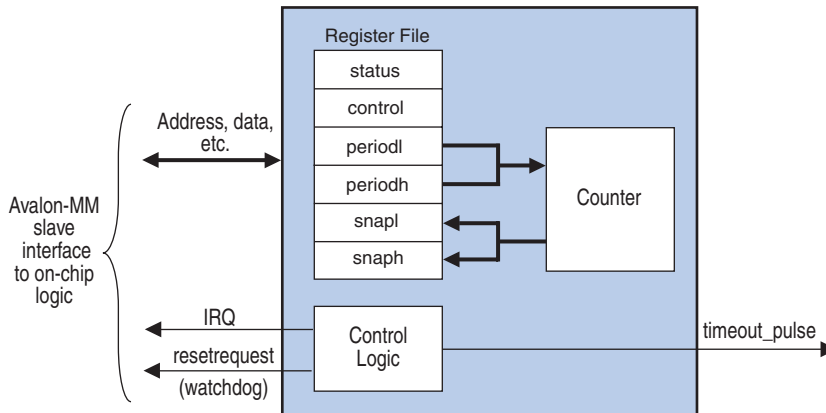 Register File
status
control
periodl
periodh
snapl
snaph
Address, data,
etc.
Counter
Avalon-MM
slave
interface
to on-chip
logic
IRQ
resetrequest
(watchdog)
Control
Logic
timeout_pulse